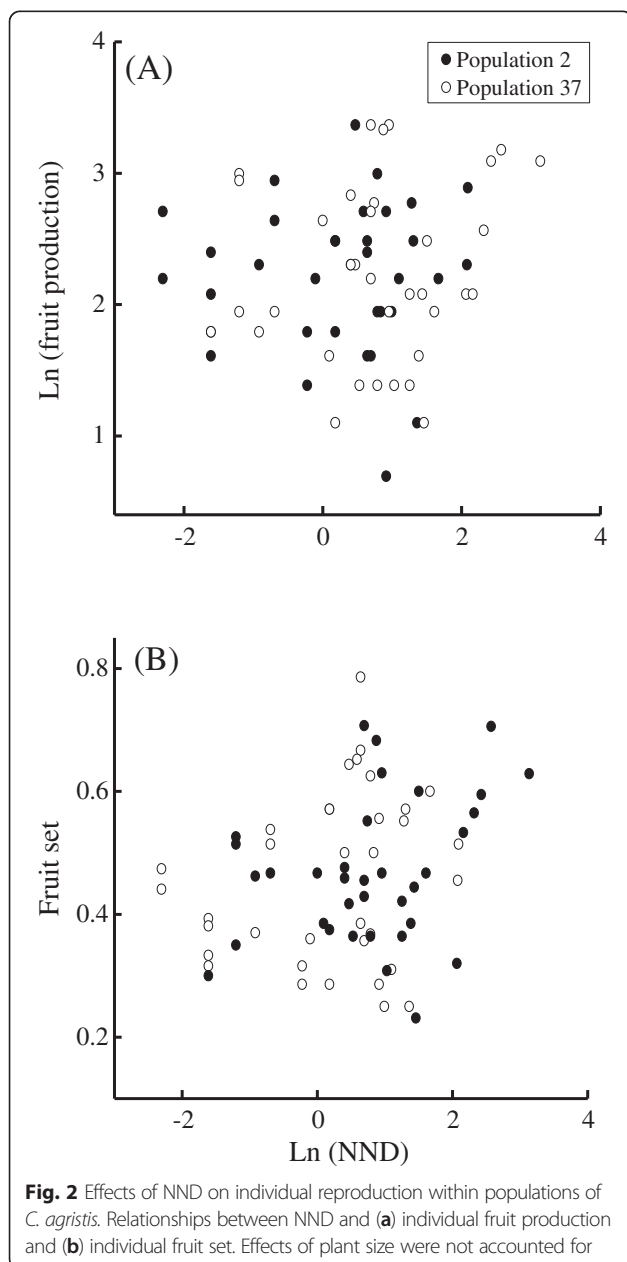 4
(A)
Population 2
Population 37
3
Ln (fruit production)
2
1
-2
0
2
4
0.8
(B)
0.6
Fruit set
0.4
0.2
-2
0
2
4
Ln (NND)
Fig. 2 Effects of NND on individual reproduction within populations of
C. agristis. Relationships between NND and (a) individual fruit production
and (b) individual fruit set. Effects of plant size were not accounted for